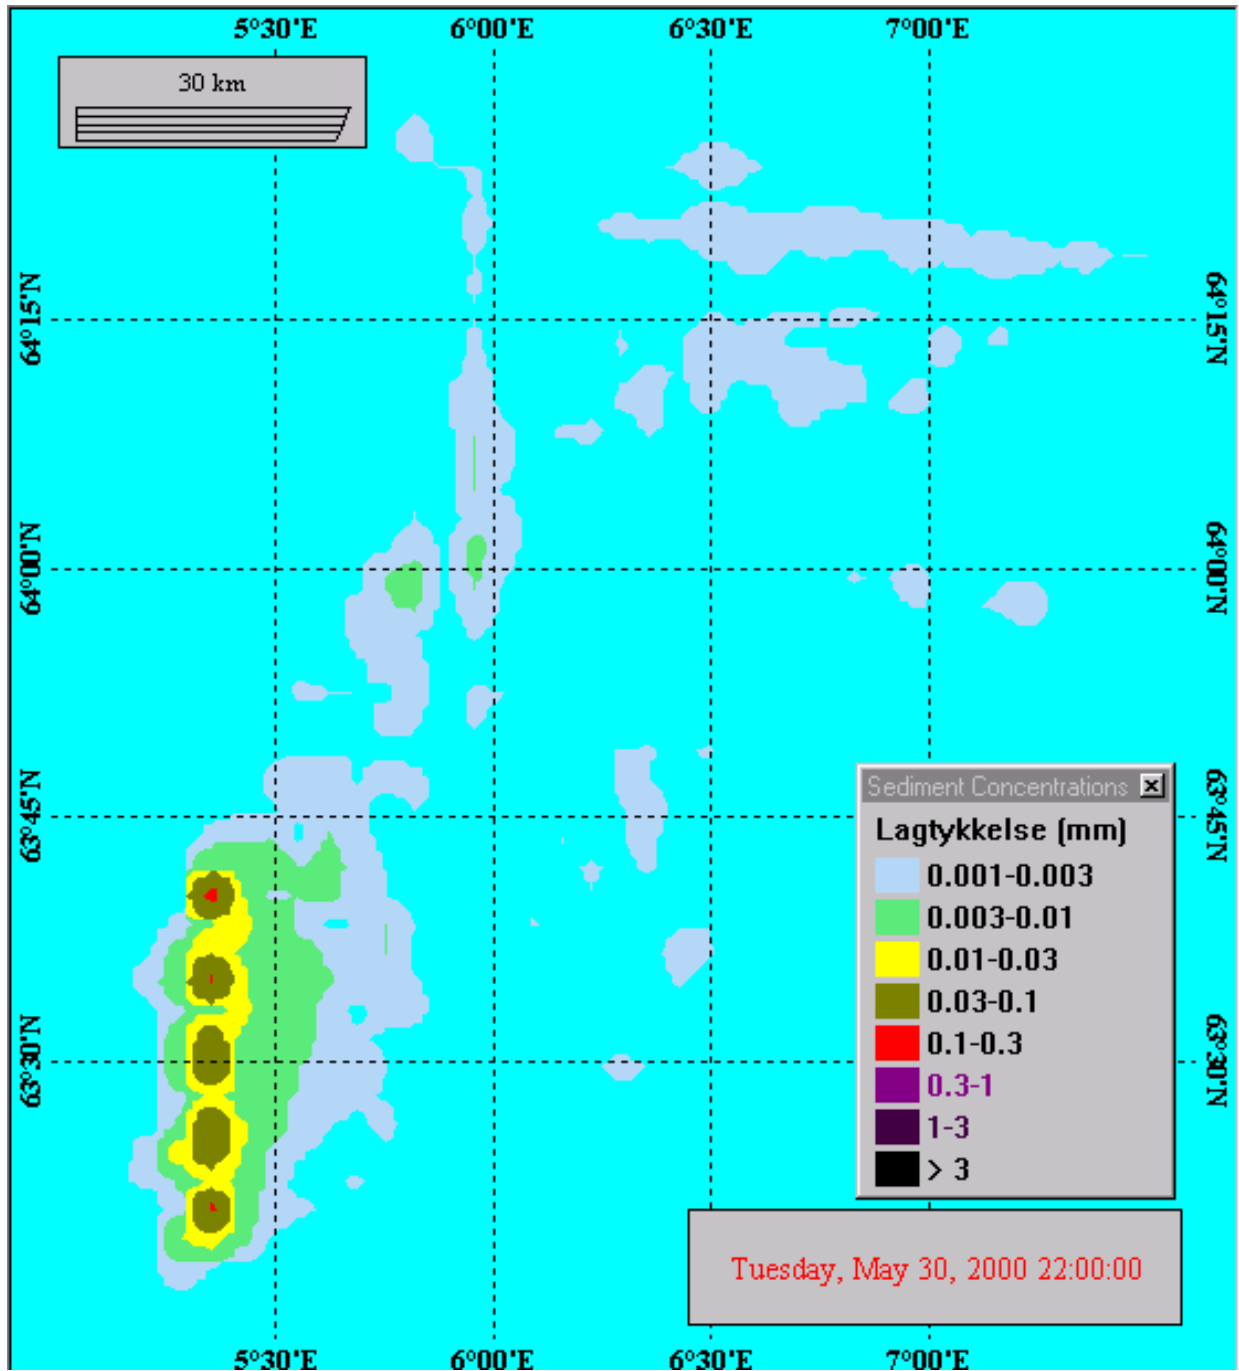 5°30'E 6°00'E 6°30'E 7°00'E
30 km
64°15'N 64°15'N
64°00'N 64°00'N
63°45'N 63°45'N
63°30'N 63°30'N
Sediment Concentrations
Lagtykkelse (mm)
0.001-0.003
0.003-0.01
0.01-0.03
0.03-0.1
0.1-0.3
0.3-1
1-3
> 3
Tuesday, May 30, 2000 22:00:00
5°30'E 6°00'E 6°30'E 7°00'E